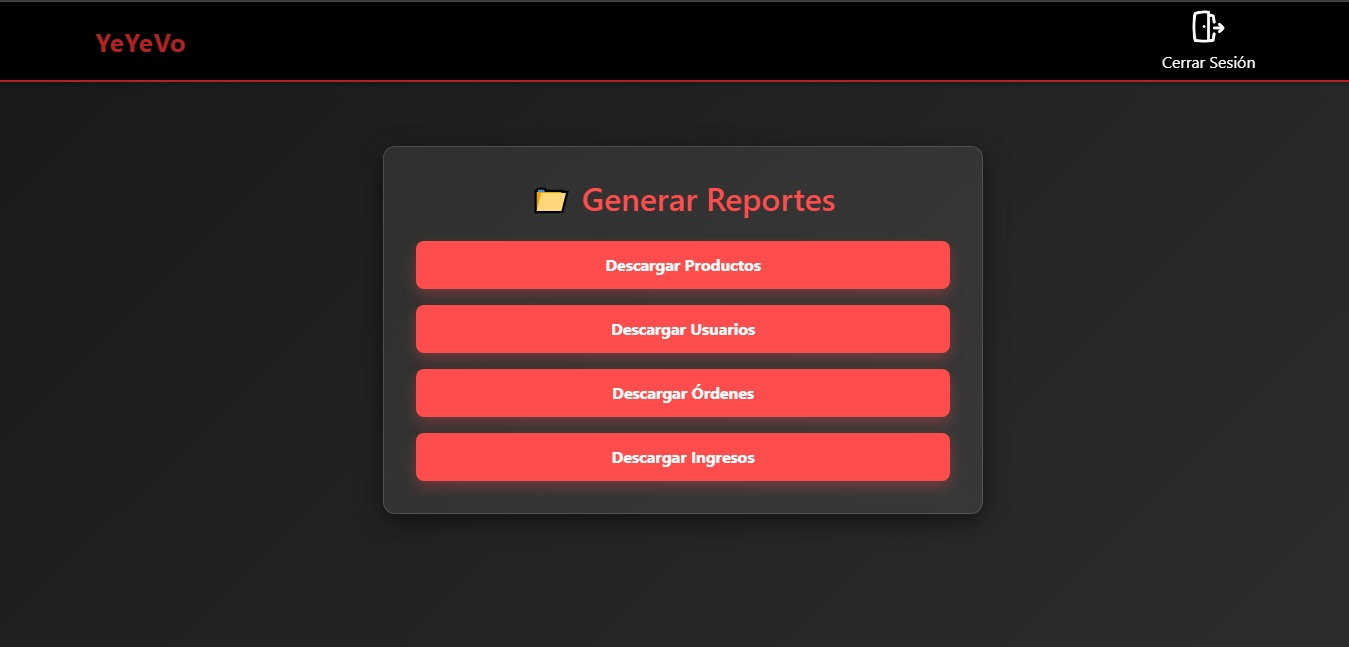 YeYeVo
Cerrar Sesión
Generar Reportes
Descargar Productos
Descargar Usuarios
Descargar Órdenes
Descargar Ingresos